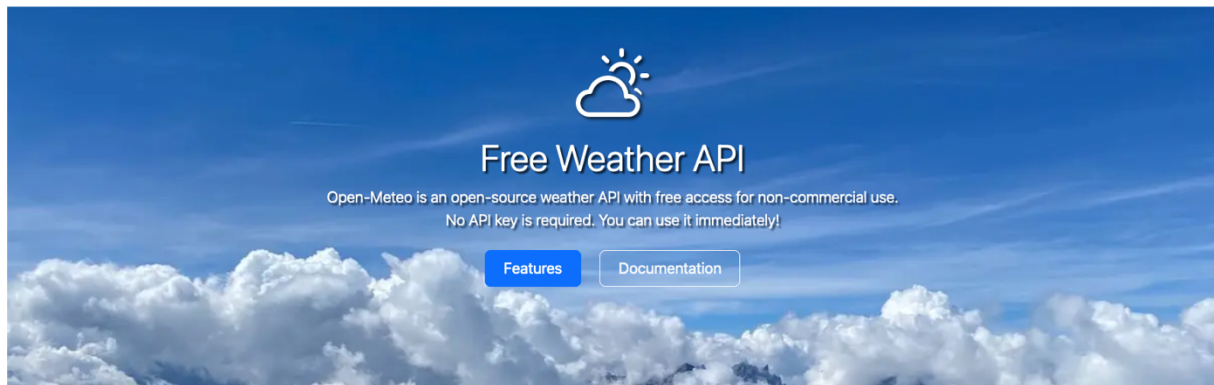 Free Weather API
Open-Meteo is an open-source weather API with free access for non-commercial use.
No API key is required. You can use it immediately!
Features
Documentation